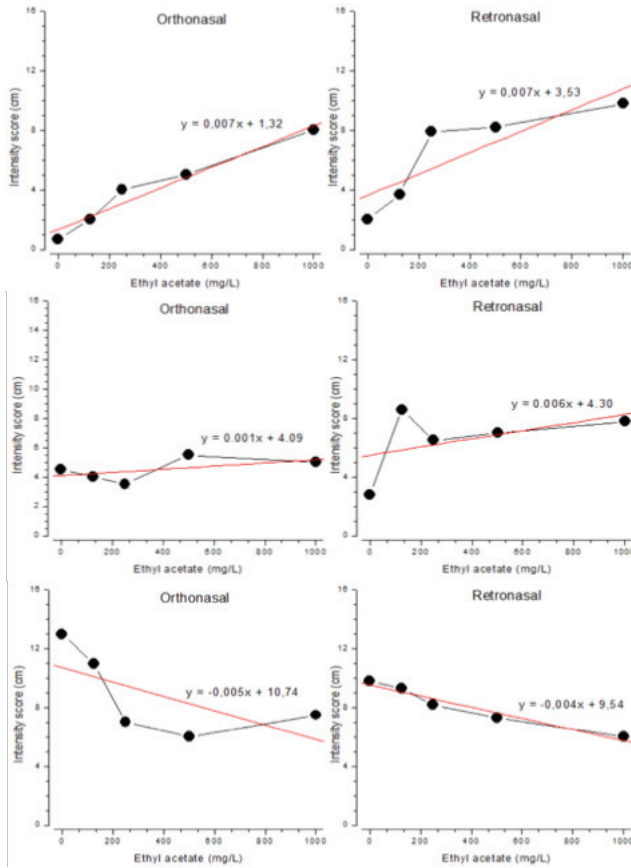 Orthonasal
Retronasal
16
12
8
4
0
Intensity score (cm)
y = 0,007x + 1,32
0 200 400 600 800 1000
Ethyl acetate (mg/L)
16
12
8
4
0
Intensity score (cm)
y = 0,007x + 3,53
0 200 400 600 800 1000
Ethyl acetate (mg/L)
Orthonasal
Retronasal
16
12
8
6
4
0
Intensity score (cm)
y 0.001x + 4.09
0 200 400 600 800 1000
Ethyl acetate (mg/L)
16
12
8
6
4
0
Intensity score (cm)
y 0.006x + 4.30
0 200 400 600 800 1000
Ethyl acetate (mg/L)
Orthonasal
Retronasal
16
12
8
4
0
Intensity score (cm)
y = -0,005x + 10,74
0 200 400 600 800 1000
Ethyl acetate (mg/L)
16
12
8
4
0
Intensity score (cm)
y = -0,004x + 9,54
0 200 400 600 800 1000
Ethyl acetate (mg/L)